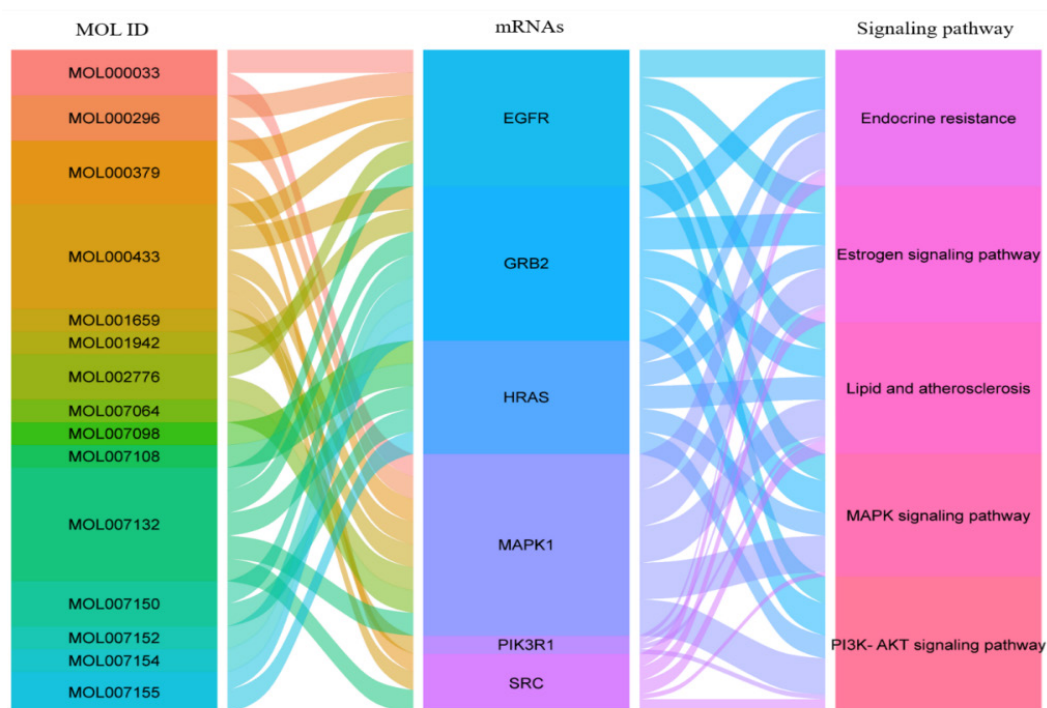 MOL ID
mRNAs
Signaling pathway
MOL000033
MOL000296
MOL000379
MOL000433
MOL001659
MOL001942
MOL002776
MOL007064
MOL007098
MOL007108
MOL007132
MOL007150
MOL007152
MOL007154
MOL007155
EGFR
GRB2
HRAS
MAPK1
PIK3R1
SRC
Endocrine resistance
Estrogen signaling pathway
Lipid and atherosclerosis
MAPK signaling pathway
PI3K- AKT signaling pathway